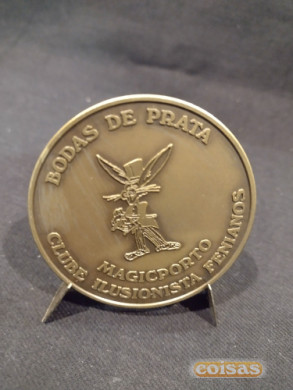 BODAS DE PRATA
MAGICPORTO
CLUBE ILUSIONISTA FENIANOS
coisas